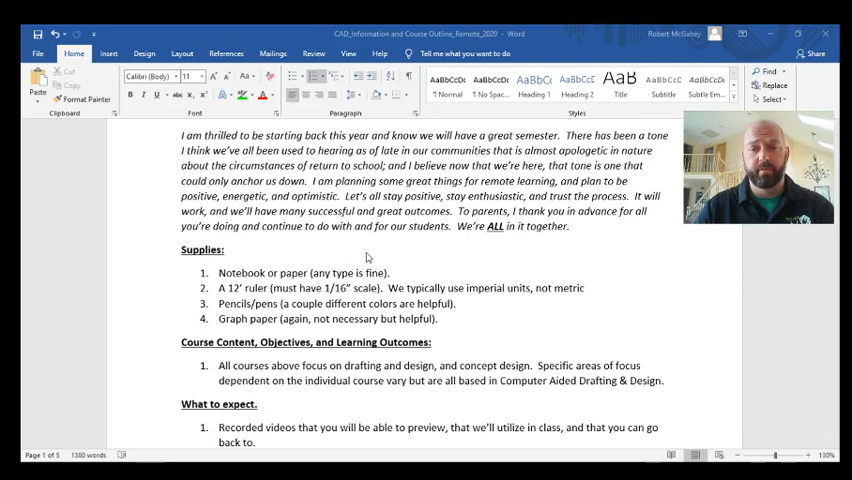 CAD_Information and Course Outline_Remote_2020 - Word
Robert McGahey
File Home Insert Design Layout References Mailings Review View Help Tell me what you want to do Share
Cut
Copy
Paste
Format Painter
Calibri (Body) 11
AaBbCcDc AaBbCcDc AaBbCc AaBbCcC AaB AaBbCcD AaBbCcDc
¶ Normal ¶ No Spac... Heading 1 Heading 2 Title Subtitle Subtle Em...
Find
Replace
Select
Clipboard Font Paragraph Styles Editing
I am thrilled to be starting back this year and know we will have a great semester. There has been a tone
I think we've all been used to hearing as of late in our communities that is almost apologetic in nature
about the circumstances of return to school; and I believe now that we're here, that tone is one that
could only anchor us down. I am planning some great things for remote learning, and plan to be
positive, energetic, and optimistic. Let's all stay positive, stay enthusiastic, and trust the process. It will
work, and we'll have many successful and great outcomes. To parents, I thank you in advance for all
you're doing and continue to do with and for our students. We're ALL in it together.
Supplies:
1. Notebook or paper (any type is fine).
2. A 12' ruler (must have 1/16" scale). We typically use imperial units, not metric
3. Pencils/pens (a couple different colors are helpful).
4. Graph paper (again, not necessary but helpful).
Course Content, Objectives, and Learning Outcomes:
1. All courses above focus on drafting and design, and concept design. Specific areas of focus
dependent on the individual course vary but are all based in Computer Aided Drafting & Design.
What to expect.
1. Recorded videos that you will be able to preview, that we'll utilize in class, and that you can go
back to.
Page 1 of 5 1380 words 130%